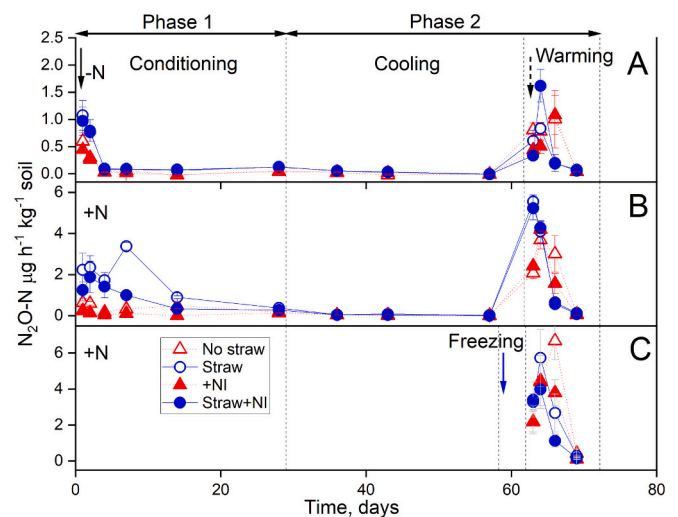 Phase 1 Phase 2
2.5
2.0
1.5
1.0
0.5
0.0
-N Conditioning Cooling Warming A
6
4
2
0
+N B
N₂O-N µg h⁻¹ kg⁻¹ soil
6
4
2
0
+N Freezing C
No straw
Straw
+NI
Straw+NI
0 20 40 60 80
Time, days